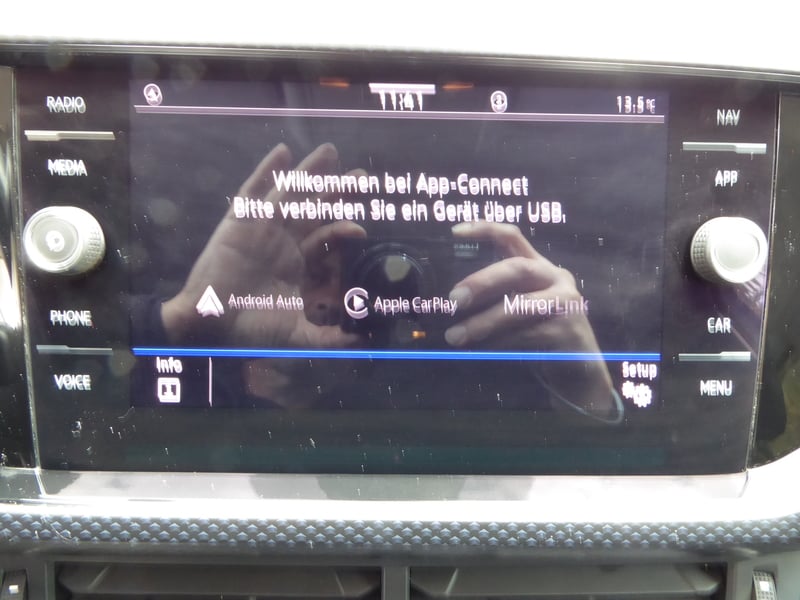 RADIO
MEDIA
PHONE
VOICE
13.5 °C
Willkommen bei App-Connect
Bitte verbinden Sie ein Gerät über USB.
Android Auto
Apple CarPlay
MirrorLink
Info
Setup
NAV
APP
CAR
MENU